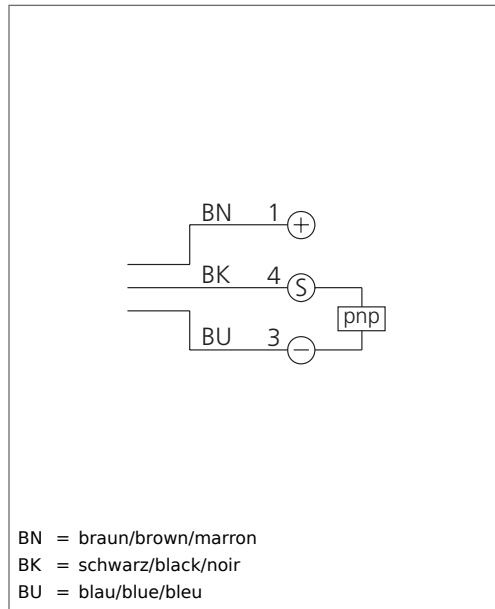 BN 1 +
BK 4 S
pnp
BU 3 −
BN = braun/brown/marron
BK = schwarz/black/noir
BU = blau/blue/bleu